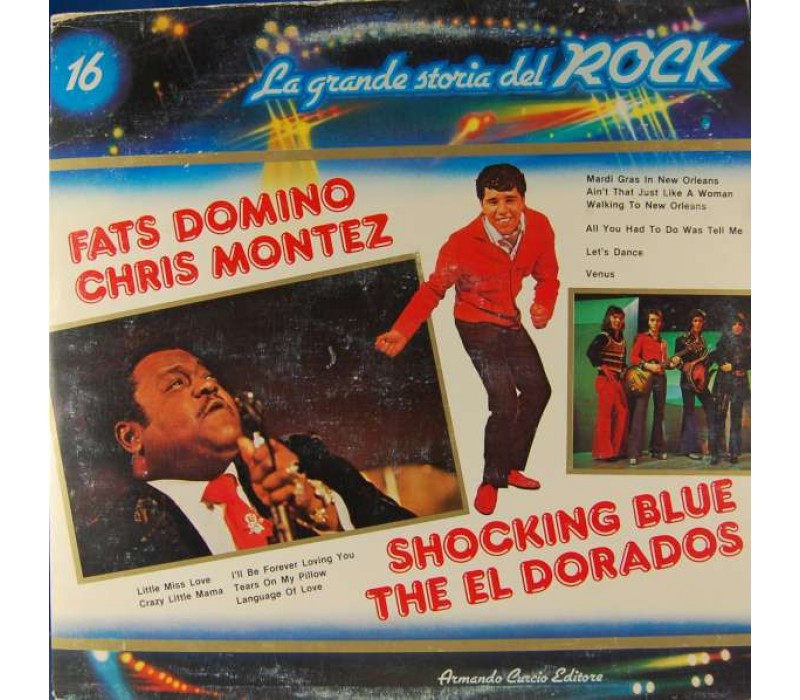 16
La grande storia del ROCK
FATS DOMINO
CHRIS MONTEZ
Mardi Gras In New Orleans
Ain't That Just Like A Woman
Walking To New Orleans
All You Had To Do Was Tell Me
Let's Dance
Venus
SHOCKING BLUE
THE EL DORADOS
Little Miss Love
Crazy Little Mama
I'll Be Forever Loving You
Tears On My Pillow
Language Of Love
Armando Curcio Editore